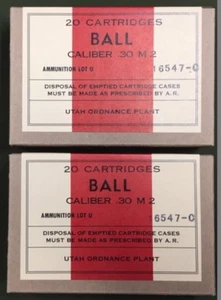 20 CARTRIDGES
BALL
CALIBER .30 M 2
AMMUNITION LOT U 16547-O
DISPOSAL OF EMPTIED CARTRIDGE CASES
MUST BE MADE AS PRESCRIBED BY A.R.
UTAH ORDNANCE PLANT
20 CARTRIDGES
BALL
CALIBER .30 M 2
AMMUNITION LOT U 16547-O
DISPOSAL OF EMPTIED CARTRIDGE CASES
MUST BE MADE AS PRESCRIBED BY A.R.
UTAH ORDNANCE PLANT